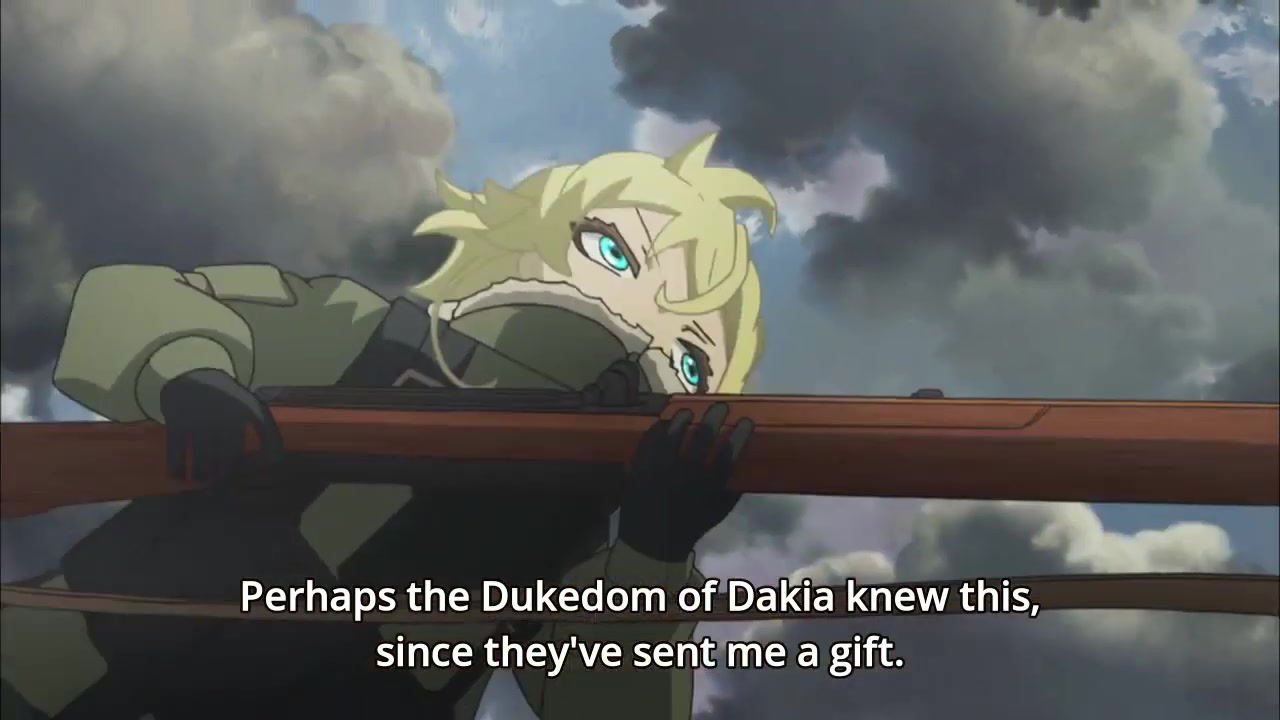 Perhaps the Dukedom of Dakia knew this,
since they've sent me a gift.